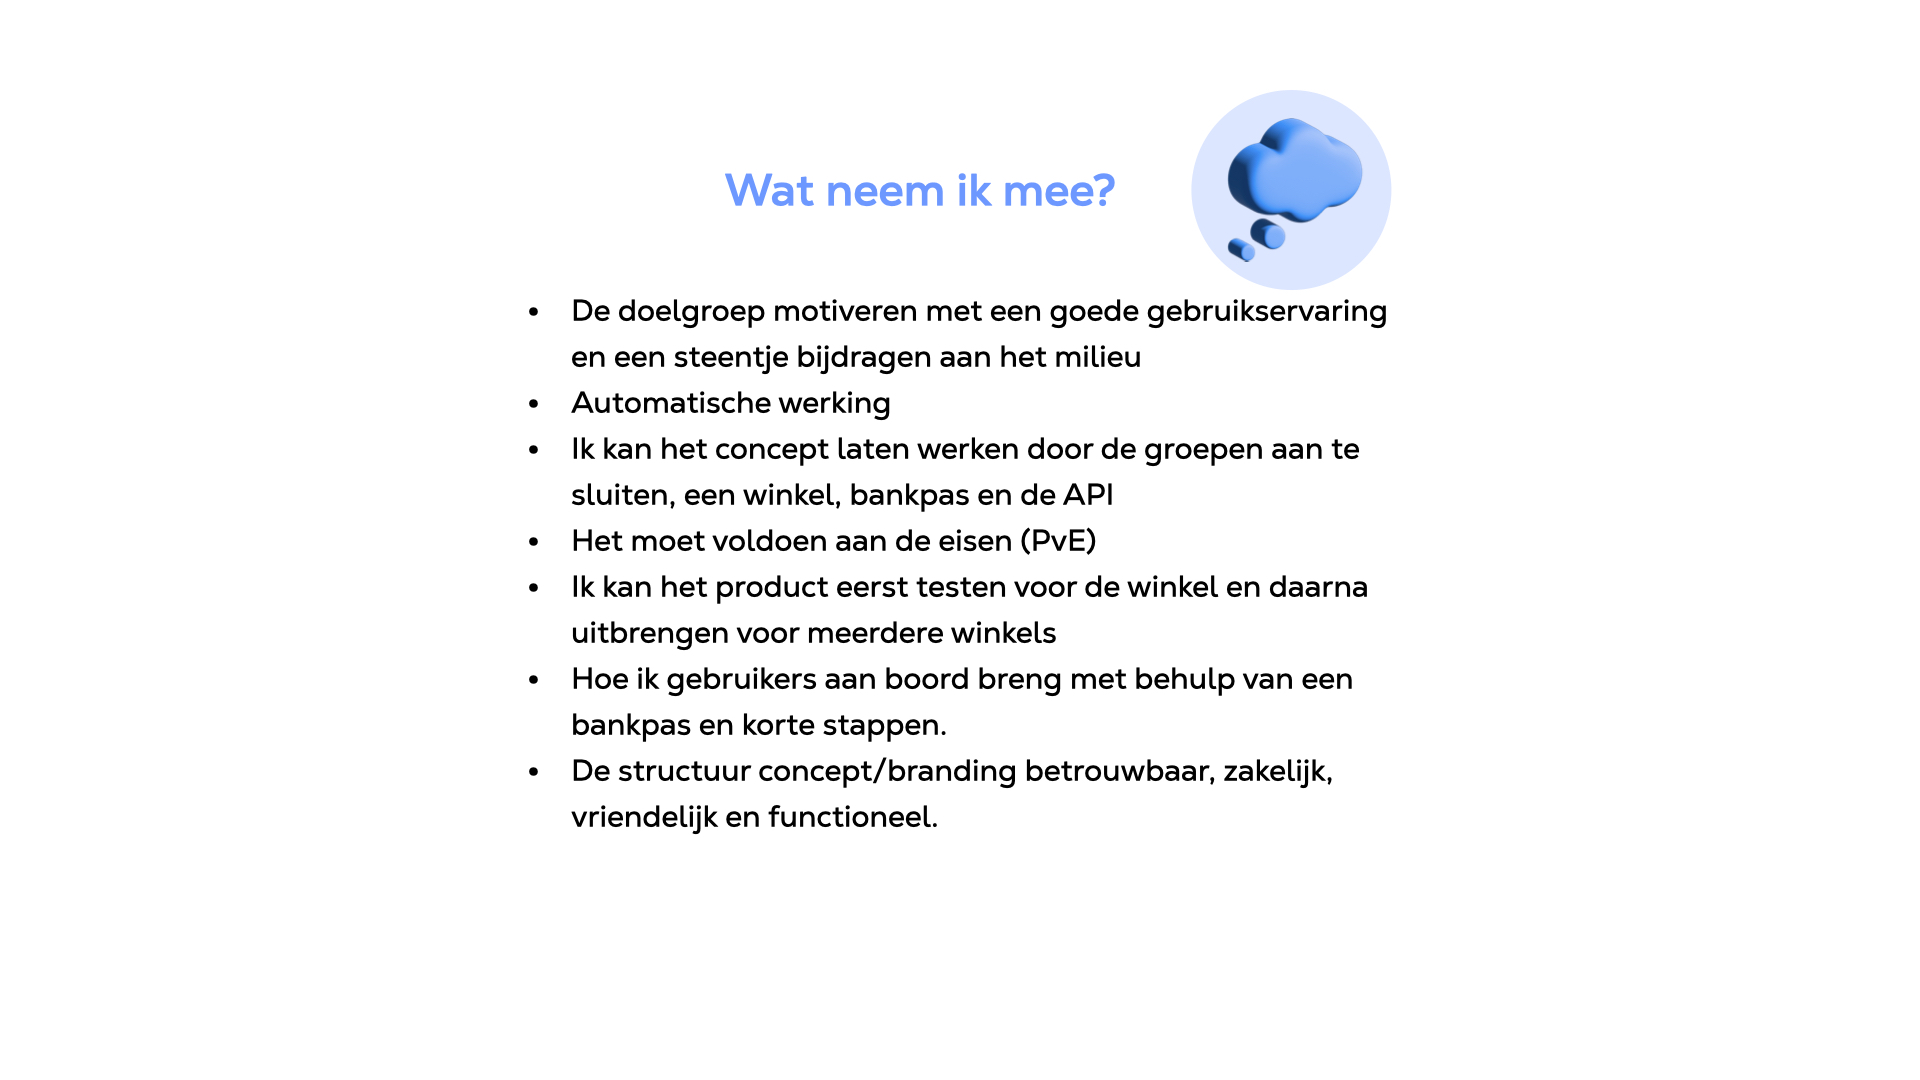 Wat neem ik mee?
• De doelgroep motiveren met een goede gebruikservaring
en een steentje bijdragen aan het milieu
• Automatische werking
• Ik kan het concept laten werken door de groepen aan te
sluiten, een winkel, bankpas en de API
• Het moet voldoen aan de eisen (PvE)
• Ik kan het product eerst testen voor de winkel en daarna
uitbrengen voor meerdere winkels
• Hoe ik gebruikers aan boord breng met behulp van een
bankpas en korte stappen.
• De structuur concept/branding betrouwbaar, zakelijk,
vriendelijk en functioneel.